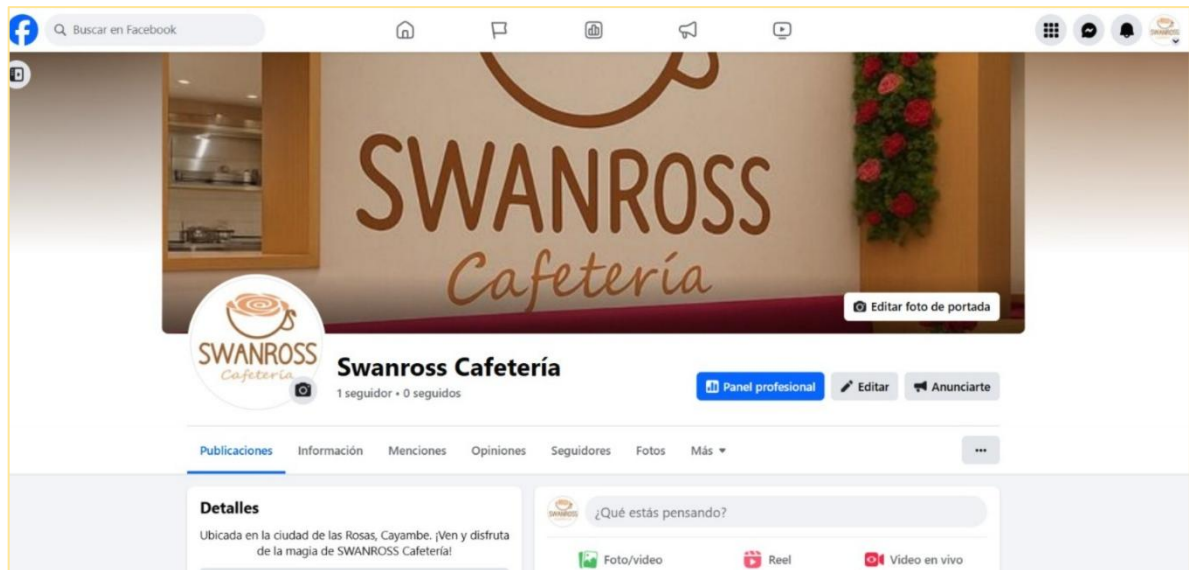 Buscar en Facebook
SWANROSS
Cafetería
Editar foto de portada
SWANROSS
Cafetería
Swanross Cafetería
1 seguidor • 0 seguidos
Panel profesional
Editar
Anunciarte
Publicaciones
Información
Menciones
Opiniones
Seguidores
Fotos
Más
Detalles
Ubicada en la ciudad de las Rosas, Cayambe. ¡Ven y disfruta
de la magia de SWANROSS Cafetería!
SWANROSS
¿Qué estás pensando?
Foto/video
Reel
Video en vivo